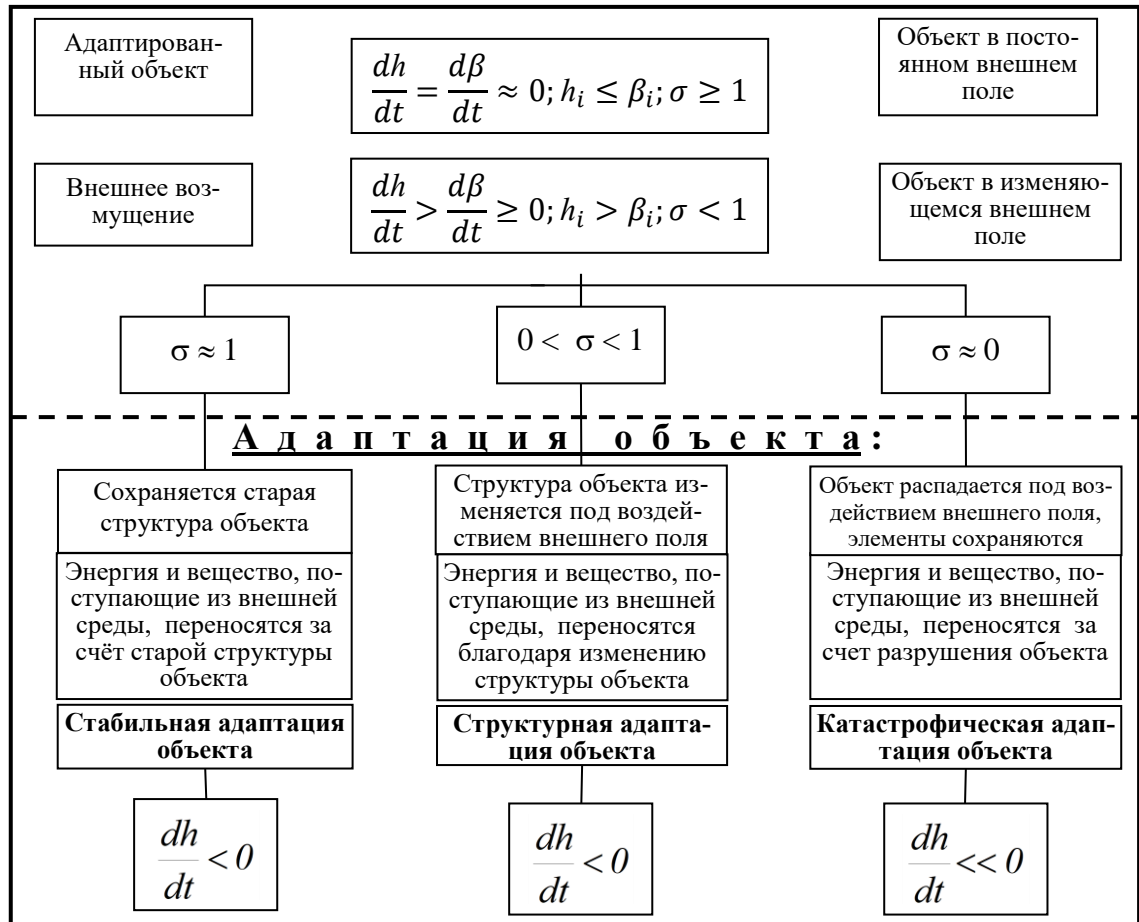 Адаптирован-
ный объект
dh/dt = dβ/dt ≈ 0; h_i ≤ β_i; σ ≥ 1
Объект в посто-
янном внешнем
поле
Внешнее воз-
мущение
dh/dt > dβ/dt ≥ 0; h_i > β_i; σ < 1
Объект в изменяю-
щемся внешнем
поле
σ ≈ 1
0 < σ < 1
σ ≈ 0
Адаптация объекта:
Сохраняется старая
структура объекта
Энергия и вещество, по-
ступающие из внешней
среды, переносятся за
счёт старой структуры
объекта
Стабильная адаптация
объекта
dh/dt < 0
Структура объекта из-
меняется под воздей-
ствием внешнего поля
Энергия и вещество, по-
ступающие из внешней
среды, переносятся
благодаря изменению
структуры объекта
Структурная адапта-
ция объекта
dh/dt < 0
Объект распадается под воз-
действием внешнего поля,
элементы сохраняются
Энергия и вещество, по-
ступающие из внешней
среды, переносятся за
счет разрушения объекта
Катастрофическая адап-
тация объекта
dh/dt << 0